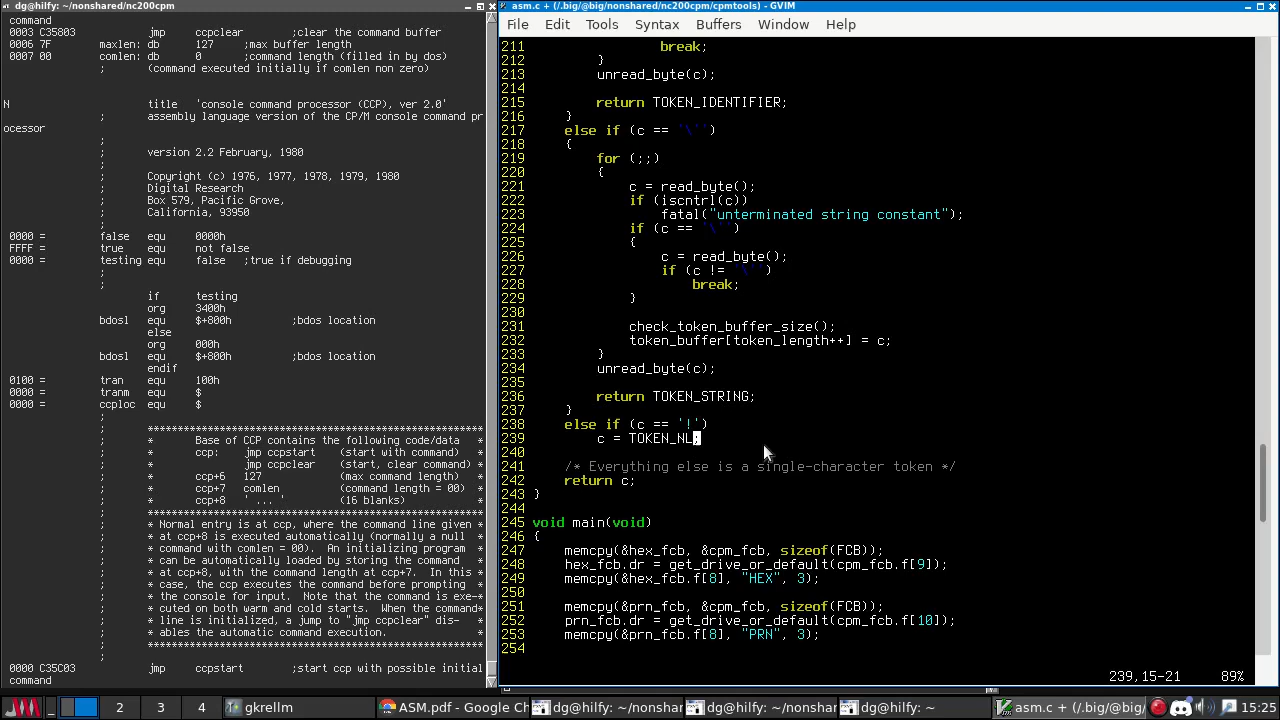 dg@hilfy: ~/nonshared/nc200cpm
command
0003 C35803      jmp     ccpclear        ;clear the command buffer
0006 7F         maxlen: db      127     ;max buffer length
0007 00         comlen: db      0       ;command length (filled in by dos)
;       (command executed initially if comlen non zero)
;
N               title   'console command processor (CCP), ver 2.0'
;       assembly language version of the CP/M console command pr
ocessor
;
;       version 2.2 February, 1980
;
;       Copyright (c) 1976, 1977, 1978, 1979, 1980
;       Digital Research
;       Box 579, Pacific Grove,
;       California, 93950
;
0000 =          false   equ     0000h
FFFF =          true    equ     not false
0000 =          testing equ     false   ;true if debugging
;
;
if      testing
org     3400h
bdosl   equ     $+800h          ;bdos location
else
org     000h
bdosl   equ     $+800h          ;bdos location
endif
0100 =          tran    equ     100h
0000 =          tranm   equ     $
0000 =          ccploc  equ     $
;
;       ********************************************************
;       *       Base of CCP contains the following code/data    *
;       *       ccp:    jmp ccpstart    (start with command)    *
;       *               jmp ccpclear    (start, clear command)  *
;       *       ccp+6   127             (max command length)    *
;       *       ccp+7   comlen          (command length = 00)   *
;       *       ccp+8   ' ... '         (16 blanks)             *
;       ********************************************************
;       * Normal entry is at ccp, where the command line given  *
;       * at ccp+8 is executed automatically (normally a null   *
;       * command with comlen = 00).  An initializing program   *
;       * can be automatically loaded by storing the command    *
;       * at ccp+8, with the command length at ccp+7.  In this  *
;       * case, the ccp executes the command before prompting   *
;       * the console for input.  Note that the command is exe-*
;       * cuted on both warm and cold starts.  When the command*
;       * line is initialized, a jump to "jmp ccpclear" dis-    *
;       * ables the automatic command execution.                *
;       ********************************************************
;
0000 C35C03      jmp     ccpstart        ;start ccp with possible initial
command
asm.c + (/.big/@big/nonshared/nc200cpm/cpmtools) - GVIM
File Edit Tools Syntax Buffers Window Help
211                 break;
212         }
213         unread_byte(c);
214
215         return TOKEN_IDENTIFIER;
216     }
217     else if (c == '\'')
218     {
219         for (;;)
220         {
221             c = read_byte();
222             if (iscntrl(c))
223                 fatal("unterminated string constant");
224             if (c == '\'')
225             {
226                 c = read_byte();
227                 if (c != '\'')
228                     break;
229             }
230
231             check_token_buffer_size();
232             token_buffer[token_length++] = c;
233         }
234         unread_byte(c);
235
236         return TOKEN_STRING;
237     }
238     else if (c == '!')
239         c = TOKEN_NL;
240
241     /* Everything else is a single-character token */
242     return c;
243 }
244
245 void main(void)
246 {
247     memcpy(&hex_fcb, &cpm_fcb, sizeof(FCB));
248     hex_fcb.dr = get_drive_or_default(cpm_fcb.f[9]);
249     memcpy(&hex_fcb.f[8], "HEX", 3);
250
251     memcpy(&prn_fcb, &cpm_fcb, sizeof(FCB));
252     prn_fcb.dr = get_drive_or_default(cpm_fcb.f[10]);
253     memcpy(&prn_fcb.f[8], "PRN", 3);
254
239,15-21 89%
2 3 4 gkrellm ASM.pdf - Google Ch dg@hilfy: ~/nonshar dg@hilfy: ~/nonshar dg@hilfy: ~ asm.c + (/.big/@big/ 15:25